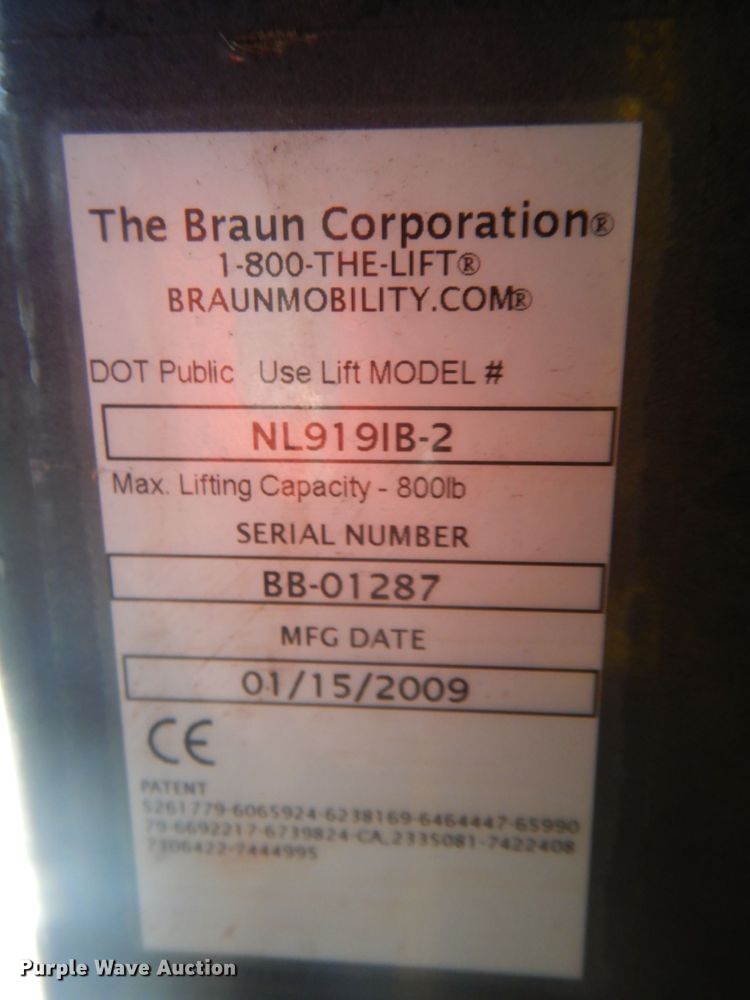 The Braun Corporation®
1-800-THE-LIFT®
BRAUNMOBILITY.COM®
DOT Public Use Lift MODEL #
NL919IB-2
Max. Lifting Capacity - 800lb
SERIAL NUMBER
BB-01287
MFG DATE
01/15/2009
CE
PATENT
5261779-6065924-6238169-6464447-65990
79-6692217-6739824-CA.2335081-7422408
7306422-7444995
Purple Wave Auction